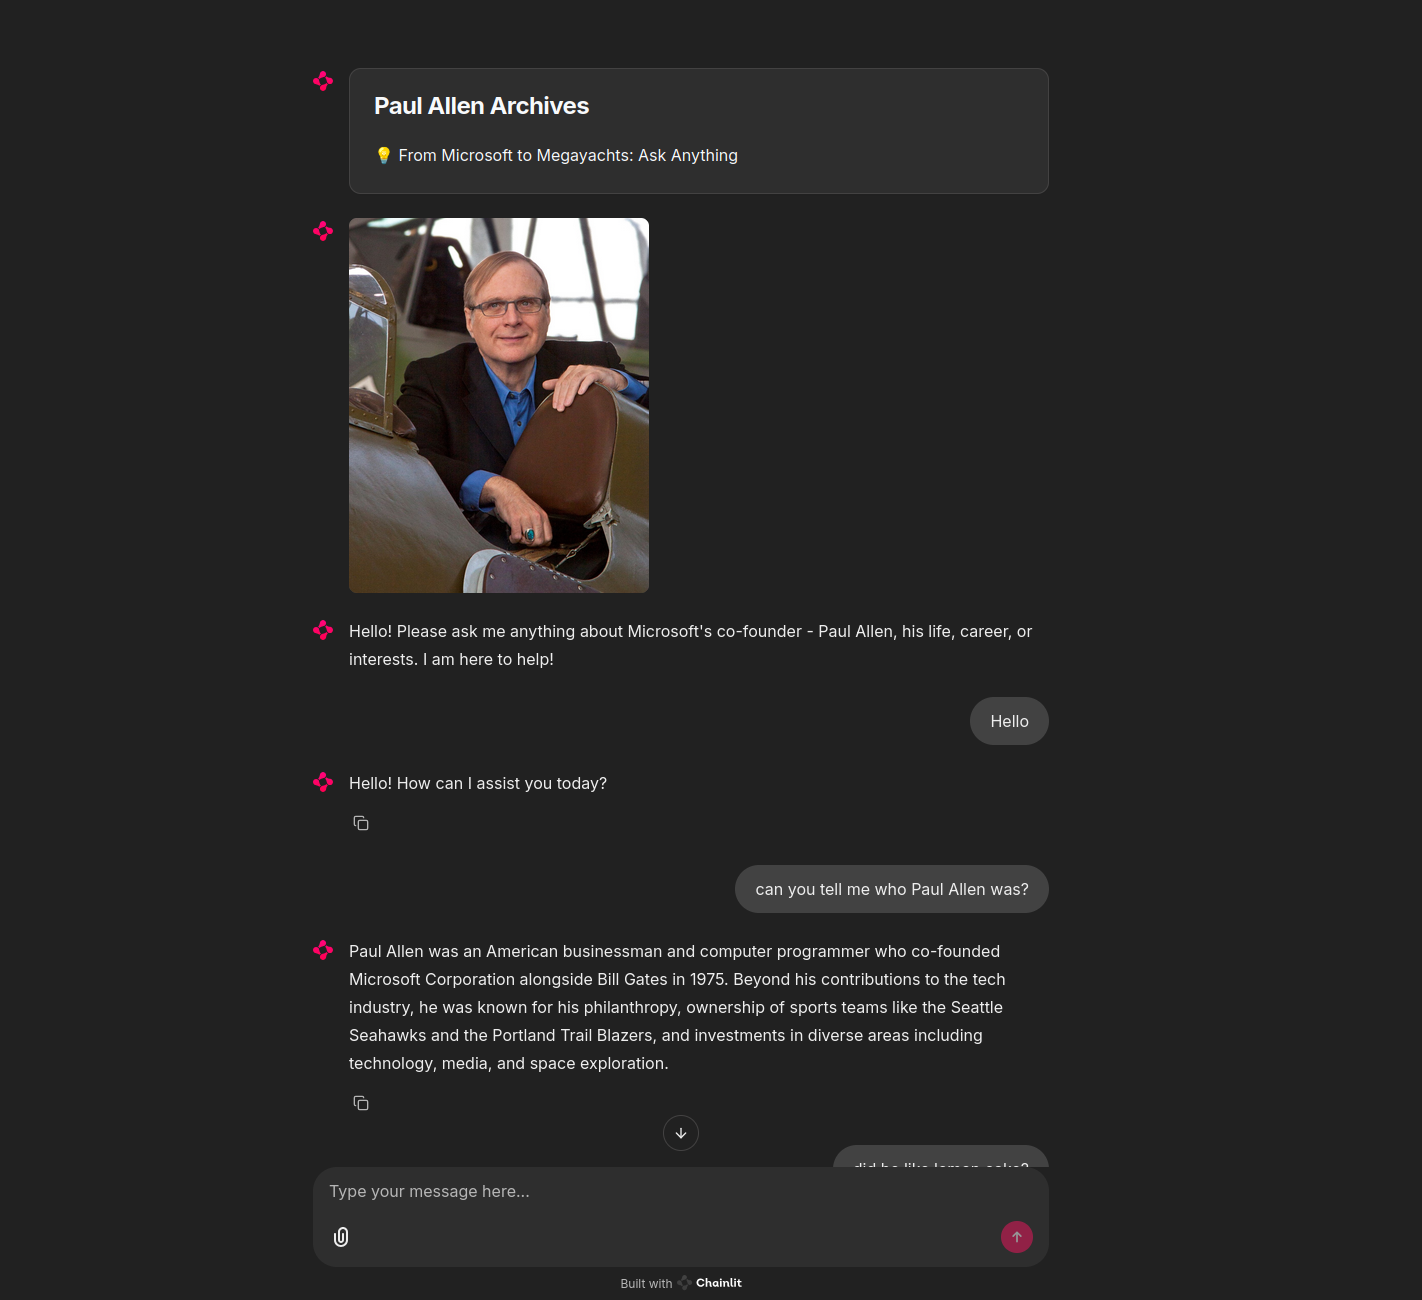 Paul Allen Archives
💡 From Microsoft to Megayachts: Ask Anything
Hello! Please ask me anything about Microsoft's co-founder - Paul Allen, his life, career, or
interests. I am here to help!
Hello
Hello! How can I assist you today?
can you tell me who Paul Allen was?
Paul Allen was an American businessman and computer programmer who co-founded
Microsoft Corporation alongside Bill Gates in 1975. Beyond his contributions to the tech
industry, he was known for his philanthropy, ownership of sports teams like the Seattle
Seahawks and the Portland Trail Blazers, and investments in diverse areas including
technology, media, and space exploration.
did he like lemon cake?
Type your message here...
Built with Chainlit